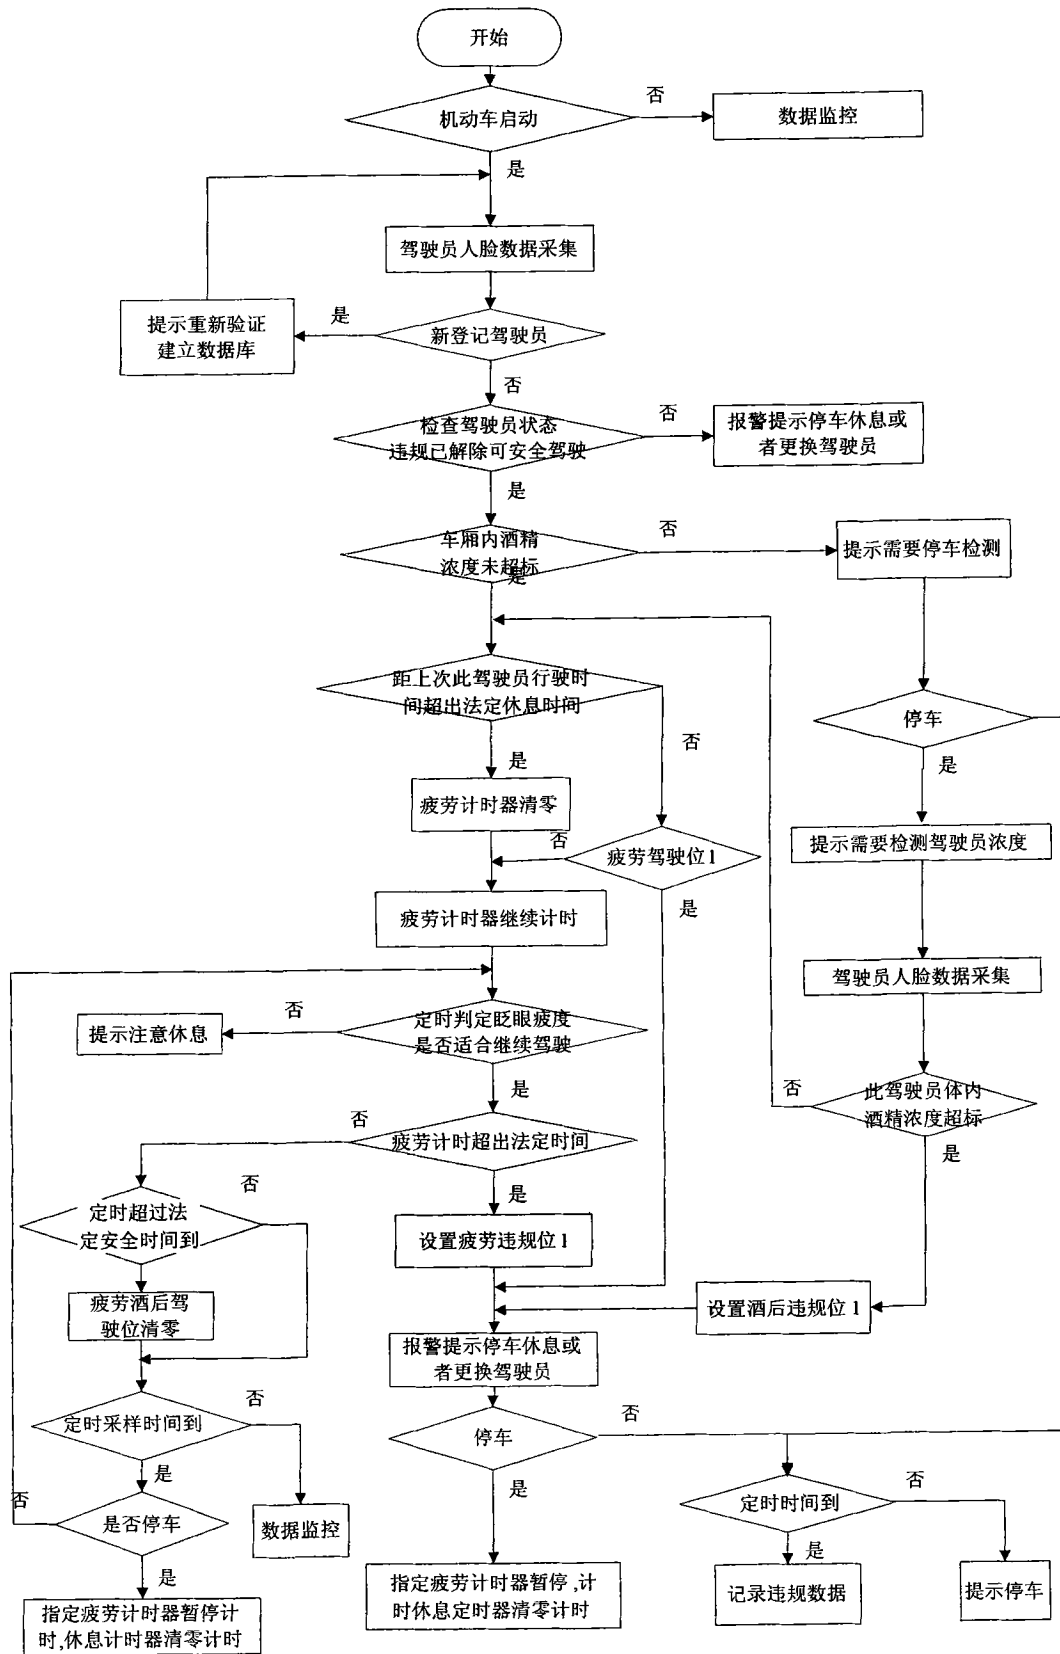 开始
机动车启动
否
数据监控
是
驾驶员人脸数据采集
提示重新验证
建立数据库
是
新登记驾驶员
否
检查驾驶员状态
违规已解除可安全驾驶
否
报警提示停车休息或
者更换驾驶员
是
车厢内酒精
浓度未超标
是
否
提示需要停车检测
距上次此驾驶员行驶时
间超出法定休息时间
停车
否
是
是
疲劳计时器清零
否
疲劳驾驶位1
提示需要检测驾驶员浓度
疲劳计时器继续计时
是
驾驶员人脸数据采集
提示注意休息
否
定时判定眨眼疲度
是否适合继续驾驶
是
否
此驾驶员体内
酒精浓度超标
否
疲劳计时超出法定时间
是
否
定时超过法
定安全时间到
是
设置疲劳违规位1
疲劳酒后驾
驶位清零
设置酒后违规位1
报警提示停车休息或
者更换驾驶员
否
定时采样时间到
停车
否
是
是
否
定时时间到
否
是否停车
数据监控
是
是
指定疲劳计时器暂停,计
时休息定时器清零计时
记录违规数据
提示停车
指定疲劳计时器暂停计
时,休息计时器清零计时